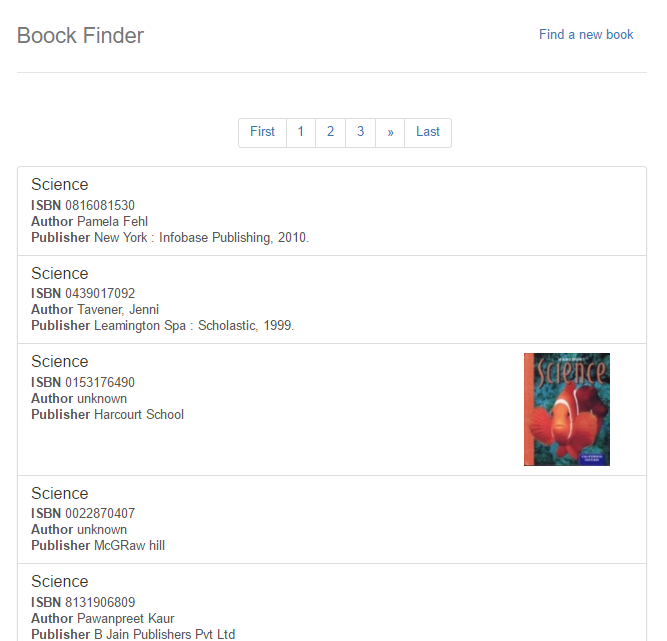 Boock Finder
Find a new book
First 1 2 3 » Last
Science
ISBN 0816081530
Author Pamela Fehl
Publisher New York : Infobase Publishing, 2010.
Science
ISBN 0439017092
Author Tavener, Jenni
Publisher Leamington Spa : Scholastic, 1999.
Science
ISBN 0153176490
Author unknown
Publisher Harcourt School
Science
Science
ISBN 0022870407
Author unknown
Publisher McGRaw hill
Science
ISBN 8131906809
Author Pawanpreet Kaur
Publisher B Jain Publishers Pvt Ltd